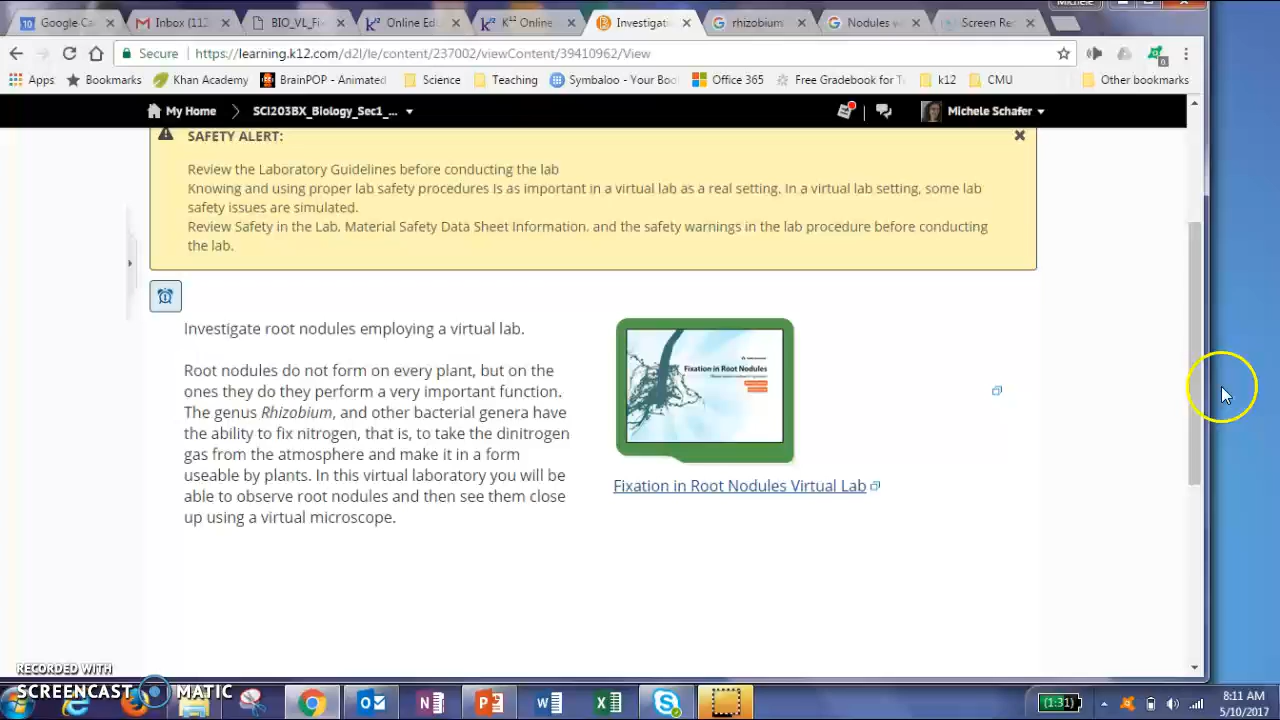 Michele
Google Ca
Inbox (112
BIO_VL_Fix
Online Edi
Online
Investigati
rhizobium
Nodules w
Screen Rec
Secure
https://learning.k12.com/d2l/le/content/237002/viewContent/39410962/View
Apps
Bookmarks
Khan Academy
BrainPOP - Animated
Science
Teaching
Symbaloo - Your Boo
Office 365
Free Gradebook for T
k12
CMU
Other bookmarks
My Home
SCI203BX_Biology_Sec1_...
Michele Schafer
SAFETY ALERT:
Review the Laboratory Guidelines before conducting the lab
Knowing and using proper lab safety procedures is as important in a virtual lab as a real setting. In a virtual lab setting, some lab
safety issues are simulated.
Review Safety in the Lab, Material Safety Data Sheet Information, and the safety warnings in the lab procedure before conducting
the lab.
Investigate root nodules employing a virtual lab.
Root nodules do not form on every plant, but on the
ones they do they perform a very important function.
The genus Rhizobium, and other bacterial genera have
the ability to fix nitrogen, that is, to take the dinitrogen
gas from the atmosphere and make it in a form
useable by plants. In this virtual laboratory you will be
able to observe root nodules and then see them close
up using a virtual microscope.
Fixation in Root Nodules
Fixation in Root Nodules Virtual Lab
RECORDED WITH
SCREENCAST MATIC
(1:31)
8:11 AM
5/10/2017